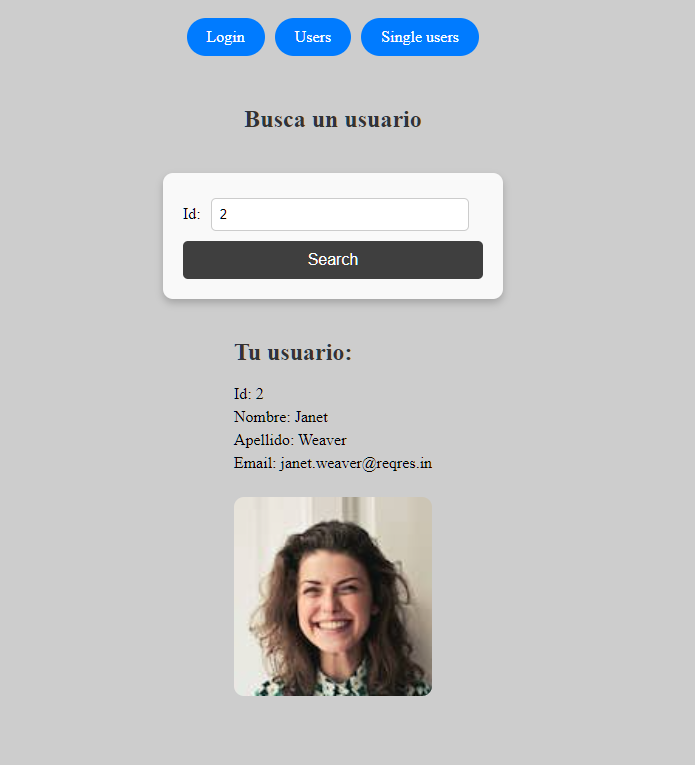 Login Users Single users
Busca un usuario
Id: 2
Search
Tu usuario:
Id: 2
Nombre: Janet
Apellido: Weaver
Email: janet.weaver@reqres.in